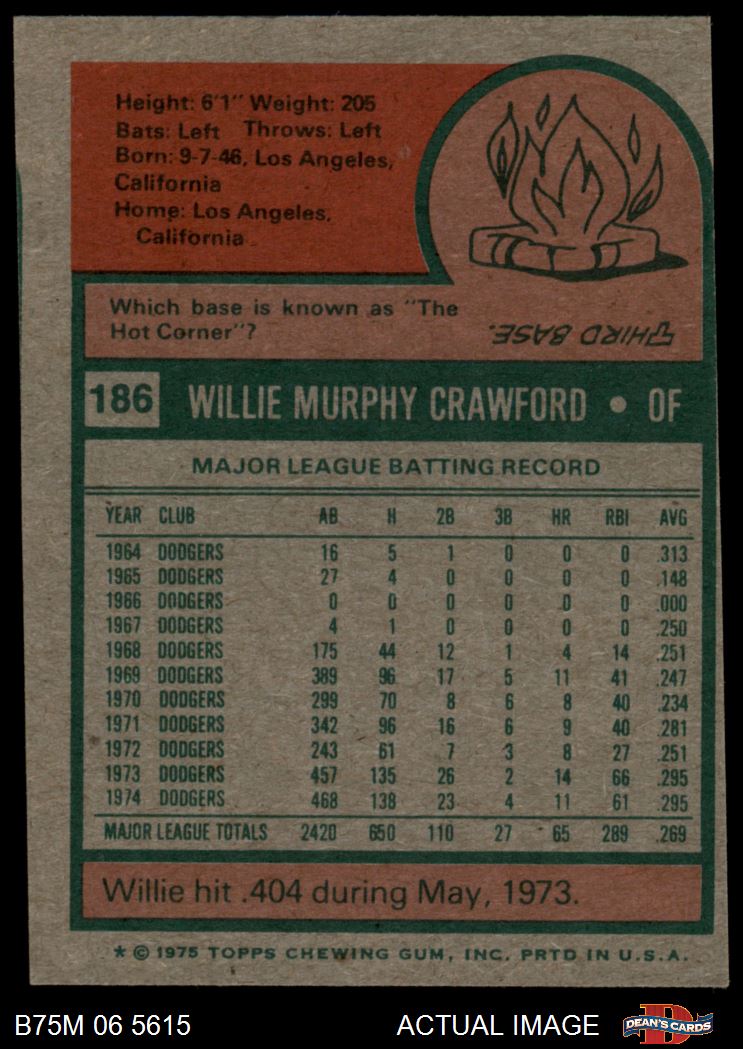 Height: 6'1" Weight: 205
Bats: Left Throws: Left
Born: 9-7-46, Los Angeles,
California
Home: Los Angeles,
California
Which base is known as "The
Hot Corner"?
THIRD BASE.
186 WILLIE MURPHY CRAWFORD • OF
MAJOR LEAGUE BATTING RECORD
YEAR CLUB AB H 2B 3B HR RBI AVG
1964 DODGERS 16 5 1 0 0 0 .313
1965 DODGERS 27 4 0 0 0 0 .148
1966 DODGERS 0 0 0 0 0 0 .000
1967 DODGERS 4 1 0 0 0 0 .250
1968 DODGERS 175 44 12 1 4 14 .251
1969 DODGERS 389 96 17 5 11 41 .247
1970 DODGERS 299 70 8 6 8 40 .234
1971 DODGERS 342 96 16 6 9 40 .281
1972 DODGERS 243 61 7 3 8 27 .251
1973 DODGERS 457 135 26 2 14 66 .295
1974 DODGERS 468 138 23 4 11 61 .295
MAJOR LEAGUE TOTALS 2420 650 110 27 65 289 .269
Willie hit .404 during May, 1973.
* © 1975 TOPPS CHEWING GUM, INC. PRTD IN U.S.A.
B75M 06 5615 ACTUAL IMAGE D DEAN'S CARDS